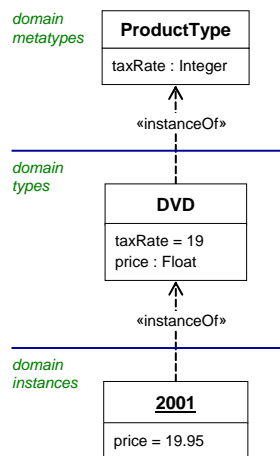 domain
metatypes
ProductType
taxRate : Integer
«instanceOf»
domain
types
DVD
taxRate = 19
price : Float
«instanceOf»
domain
instances
2001
price = 19.95